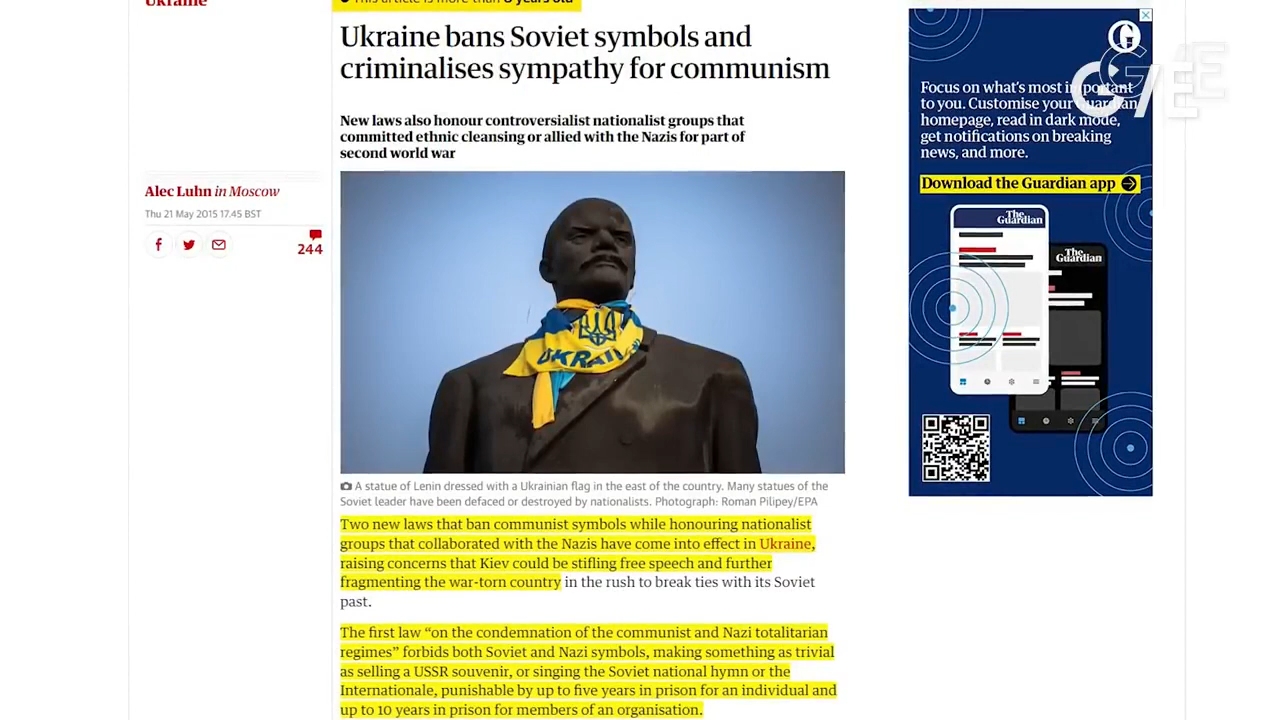 Ukraine
This article is more than 8 years old
Ukraine bans Soviet symbols and
criminalises sympathy for communism
New laws also honour controversialist nationalist groups that
committed ethnic cleansing or allied with the Nazis for part of
second world war
Alec Luhn in Moscow
Thu 21 May 2015 17.45 BST
244
UKRAI
A statue of Lenin dressed with a Ukrainian flag in the east of the country. Many statues of the
Soviet leader have been defaced or destroyed by nationalists. Photograph: Roman Pilipey/EPA
Two new laws that ban communist symbols while honouring nationalist
groups that collaborated with the Nazis have come into effect in Ukraine,
raising concerns that Kiev could be stifling free speech and further
fragmenting the war-torn country in the rush to break ties with its Soviet
past.
The first law “on the condemnation of the communist and Nazi totalitarian
regimes” forbids both Soviet and Nazi symbols, making something as trivial
as selling a USSR souvenir, or singing the Soviet national hymn or the
Internationale, punishable by up to five years in prison for an individual and
up to 10 years in prison for members of an organisation.
Focus on what’s most important
to you. Customise your Guardian
homepage, read in dark mode,
get notifications on breaking
news, and more.
Download the Guardian app
The
Guardian
The
Guardian